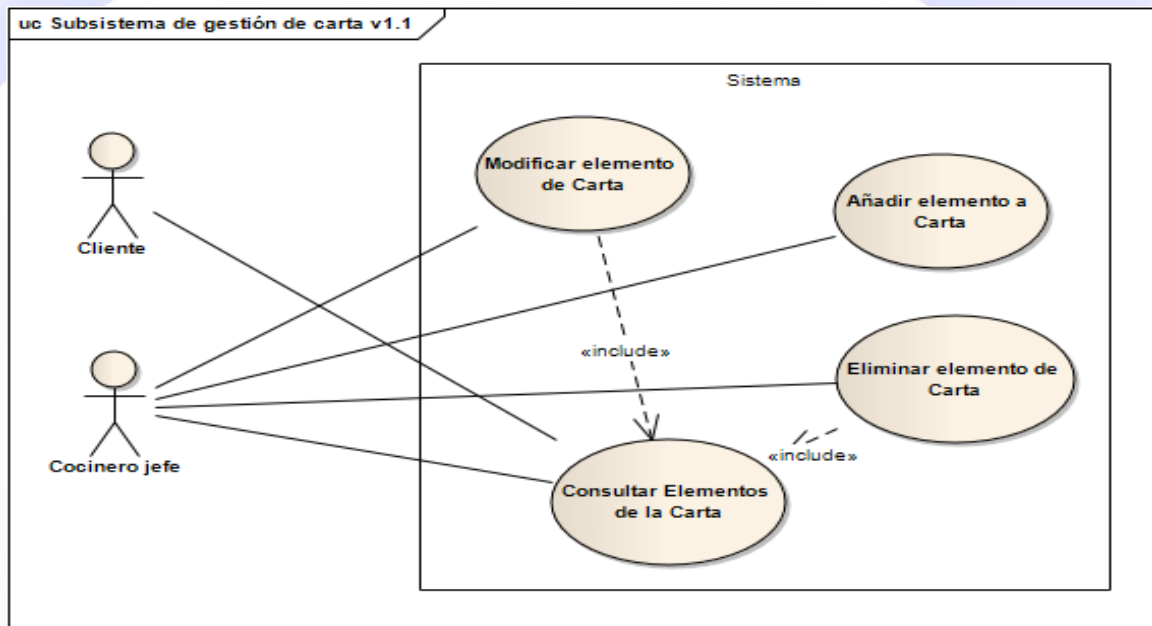 uc Subsistema de gestión de carta v1.1
Sistema
Modificar elemento
de Carta
Añadir elemento a
Carta
Cliente
«include»
Eliminar elemento de
Carta
Cocinero jefe
«include»
Consultar Elementos
de la Carta